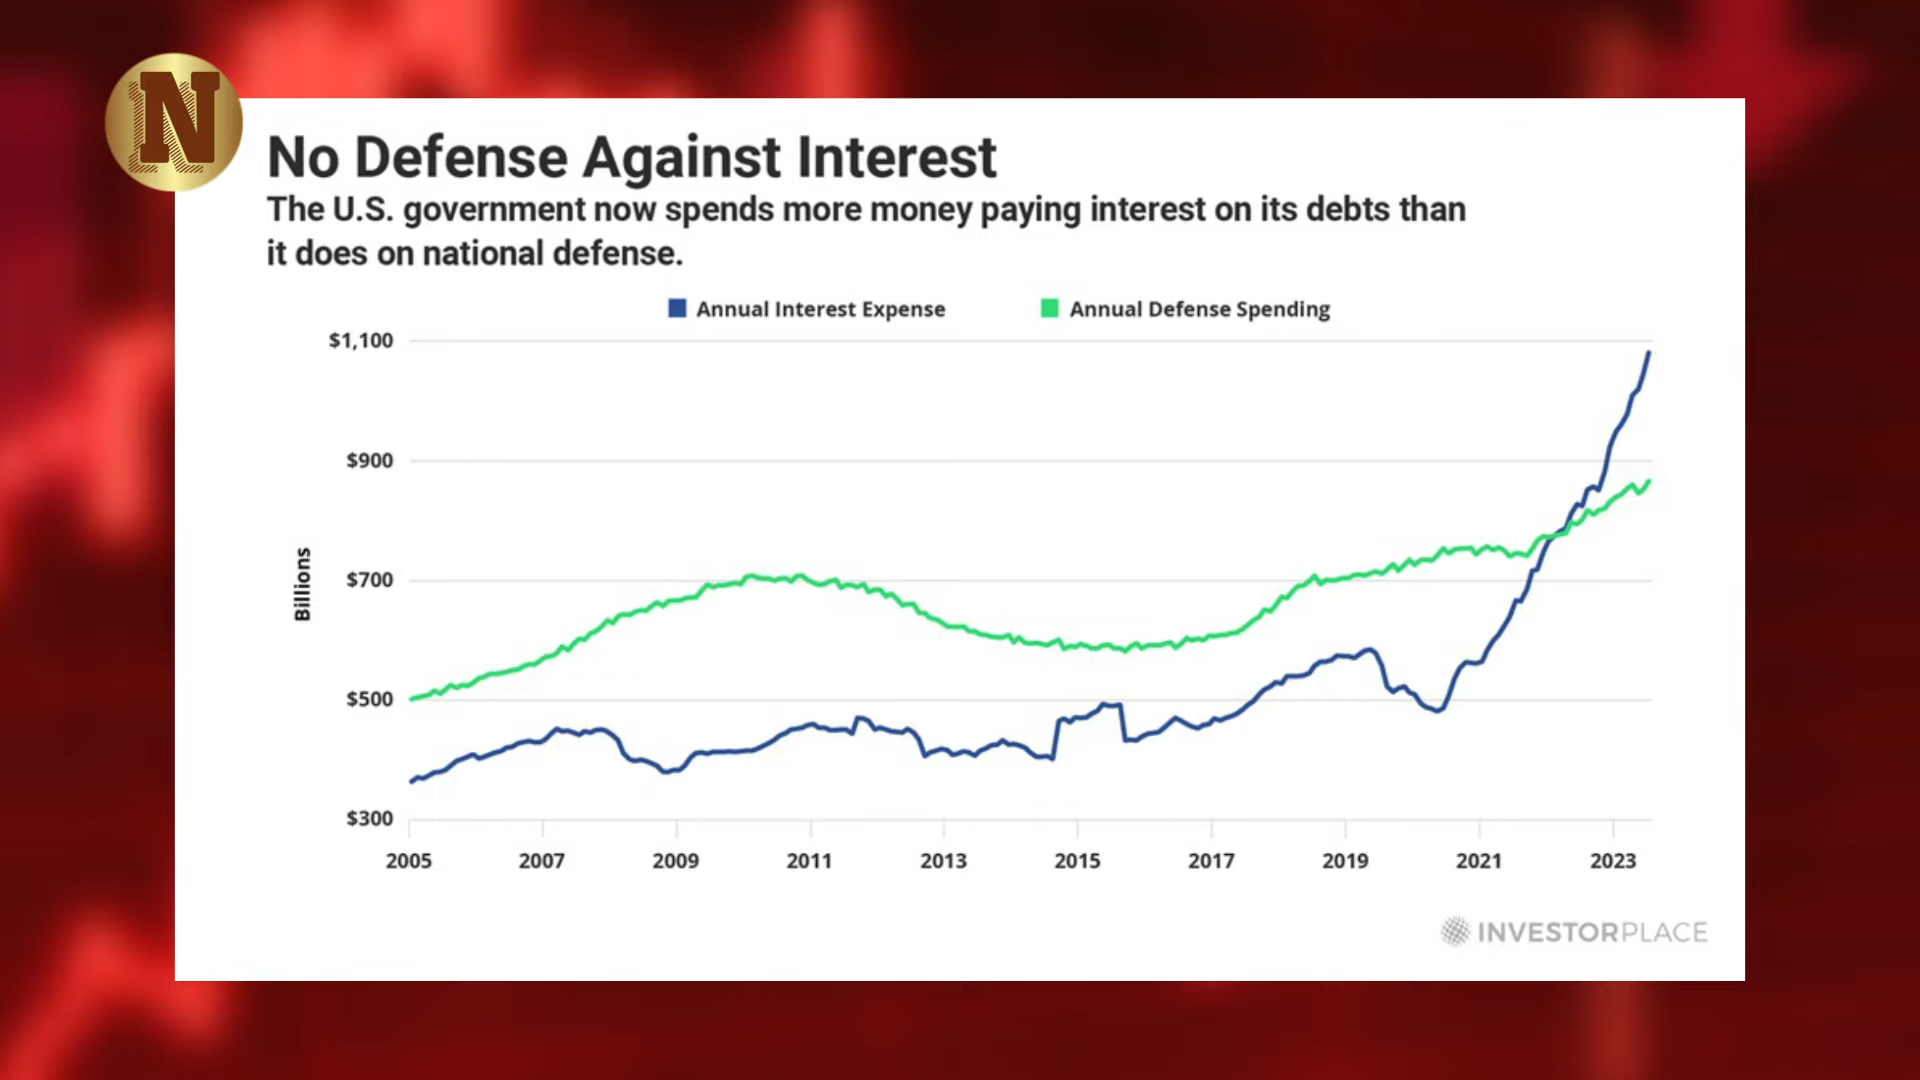 N
No Defense Against Interest
The U.S. government now spends more money paying interest on its debts than
it does on national defense.
Annual Interest Expense
Annual Defense Spending
$1,100
$900
$700
$500
$300
Billions
2005 2007 2009 2011 2013 2015 2017 2019 2021 2023
INVESTORPLACE